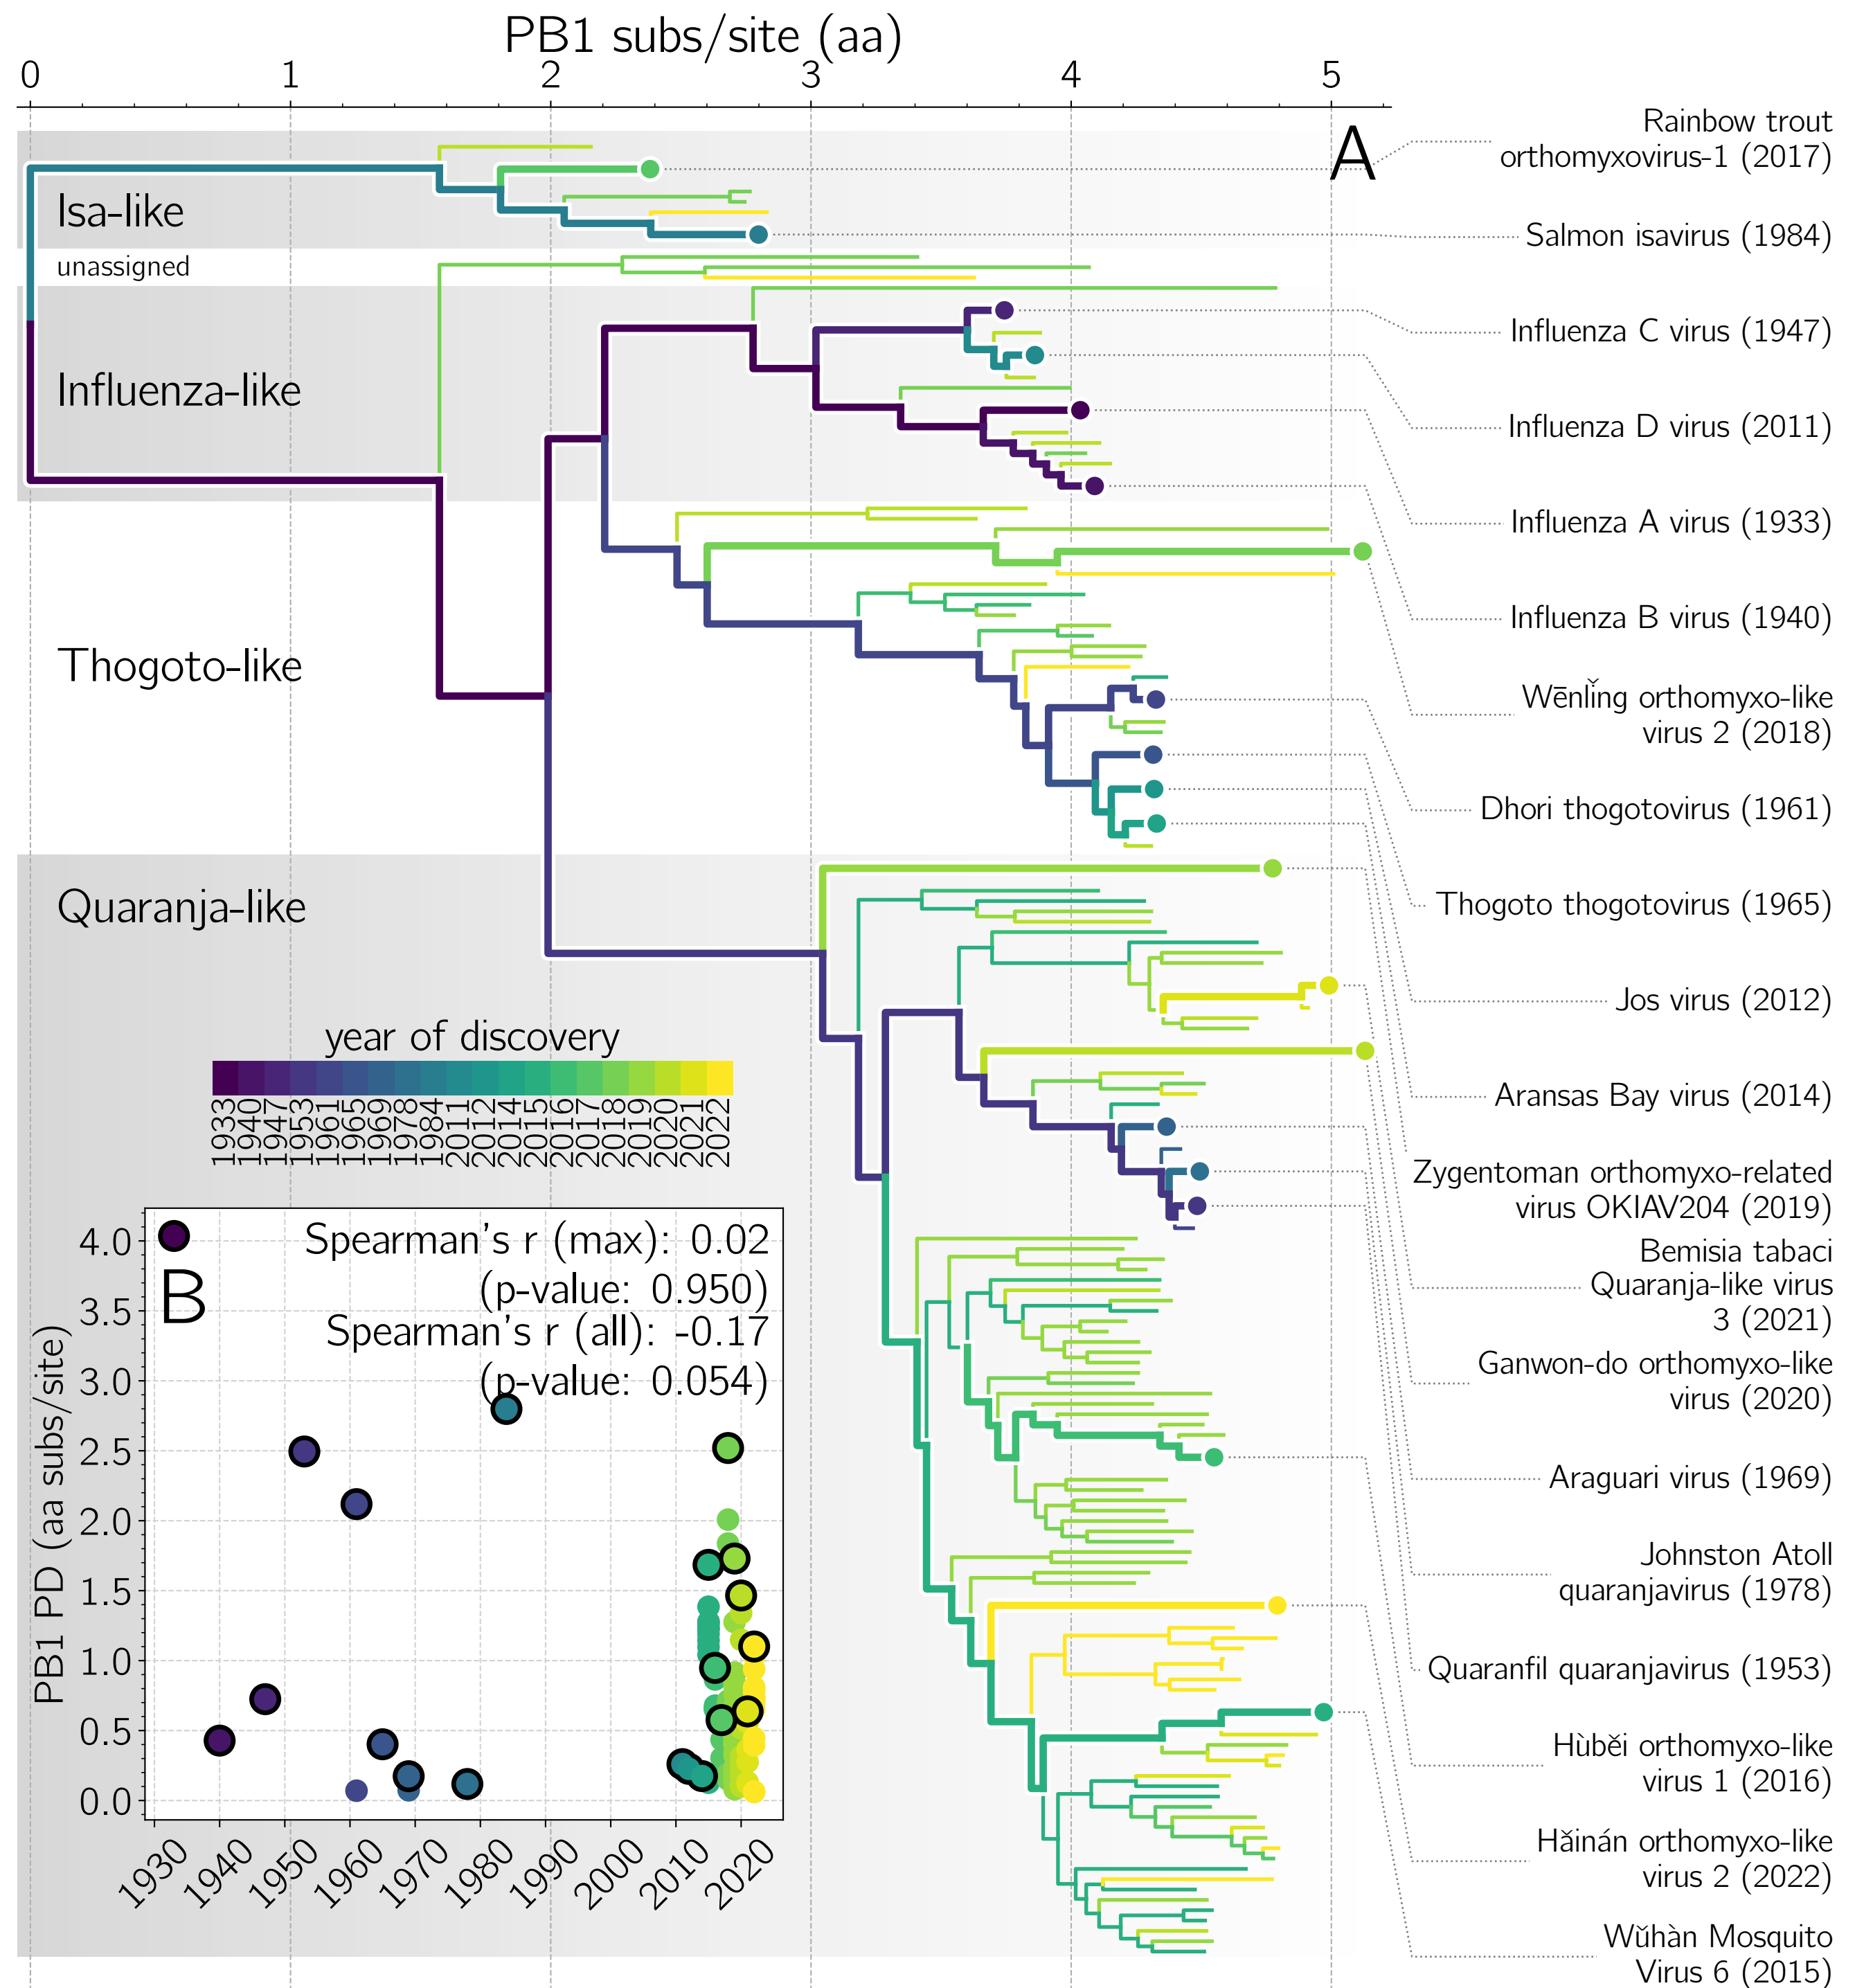 PB1 subs/site (aa)
0 1 2 3 4 5
A
Rainbow trout
orthomyxovirus-1 (2017)
Isa-like
Salmon isavirus (1984)
unassigned
Influenza C virus (1947)
Influenza-like
Influenza D virus (2011)
Influenza A virus (1933)
Influenza B virus (1940)
Thogoto-like
Wēnlǐng orthomyxo-like
virus 2 (2018)
Dhori thogotovirus (1961)
Quaranja-like
Thogoto thogotovirus (1965)
Jos virus (2012)
Aransas Bay virus (2014)
Zygentoman orthomyxo-related
virus OKIAV204 (2019)
Bemisia tabaci
Quaranja-like virus
3 (2021)
Ganwon-do orthomyxo-like
virus (2020)
Araguari virus (1969)
Johnston Atoll
quaranjavirus (1978)
Quaranfil quaranjavirus (1953)
Hùběi orthomyxo-like
virus 1 (2016)
Hǎinán orthomyxo-like
virus 2 (2022)
Wǔhàn Mosquito
Virus 6 (2015)
year of discovery
1933 1940 1947 1953 1961 1965 1969 1978 1984 2011 2012 2014 2015 2016 2017 2018 2019 2020 2021 2022
B
Spearman's r (max): 0.02
(p-value: 0.950)
Spearman's r (all): -0.17
(p-value: 0.054)
PB1 PD (aa subs/site)
4.0
3.5
3.0
2.5
2.0
1.5
1.0
0.5
0.0
1930 1940 1950 1960 1970 1980 1990 2000 2010 2020